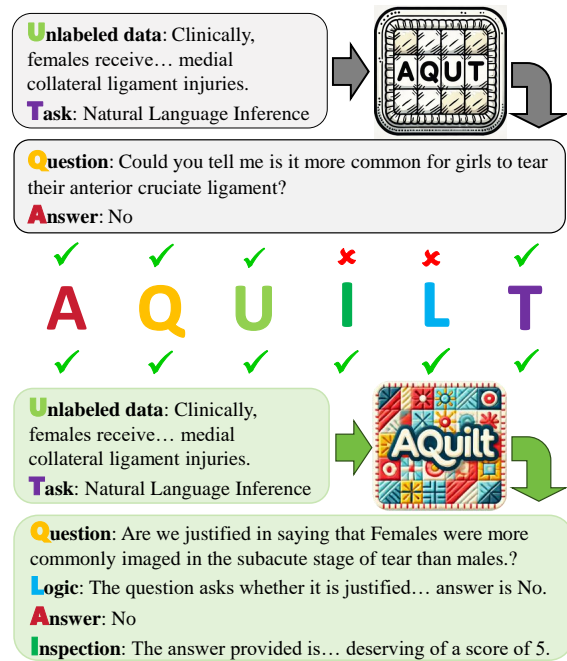 Unlabeled data: Clinically,
females receive… medial
collateral ligament injuries.
Task: Natural Language Inference
AQUT
Question: Could you tell me is it more common for girls to tear
their anterior cruciate ligament?
Answer: No
✓ ✓ ✓ ✗ ✗ ✓
A Q U I L T
✓ ✓ ✓ ✓ ✓ ✓
Unlabeled data: Clinically,
females receive… medial
collateral ligament injuries.
Task: Natural Language Inference
AQuilt
Question: Are we justified in saying that Females were more
commonly imaged in the subacute stage of tear than males.?
Logic: The question asks whether it is justified… answer is No.
Answer: No
Inspection: The answer provided is… deserving of a score of 5.